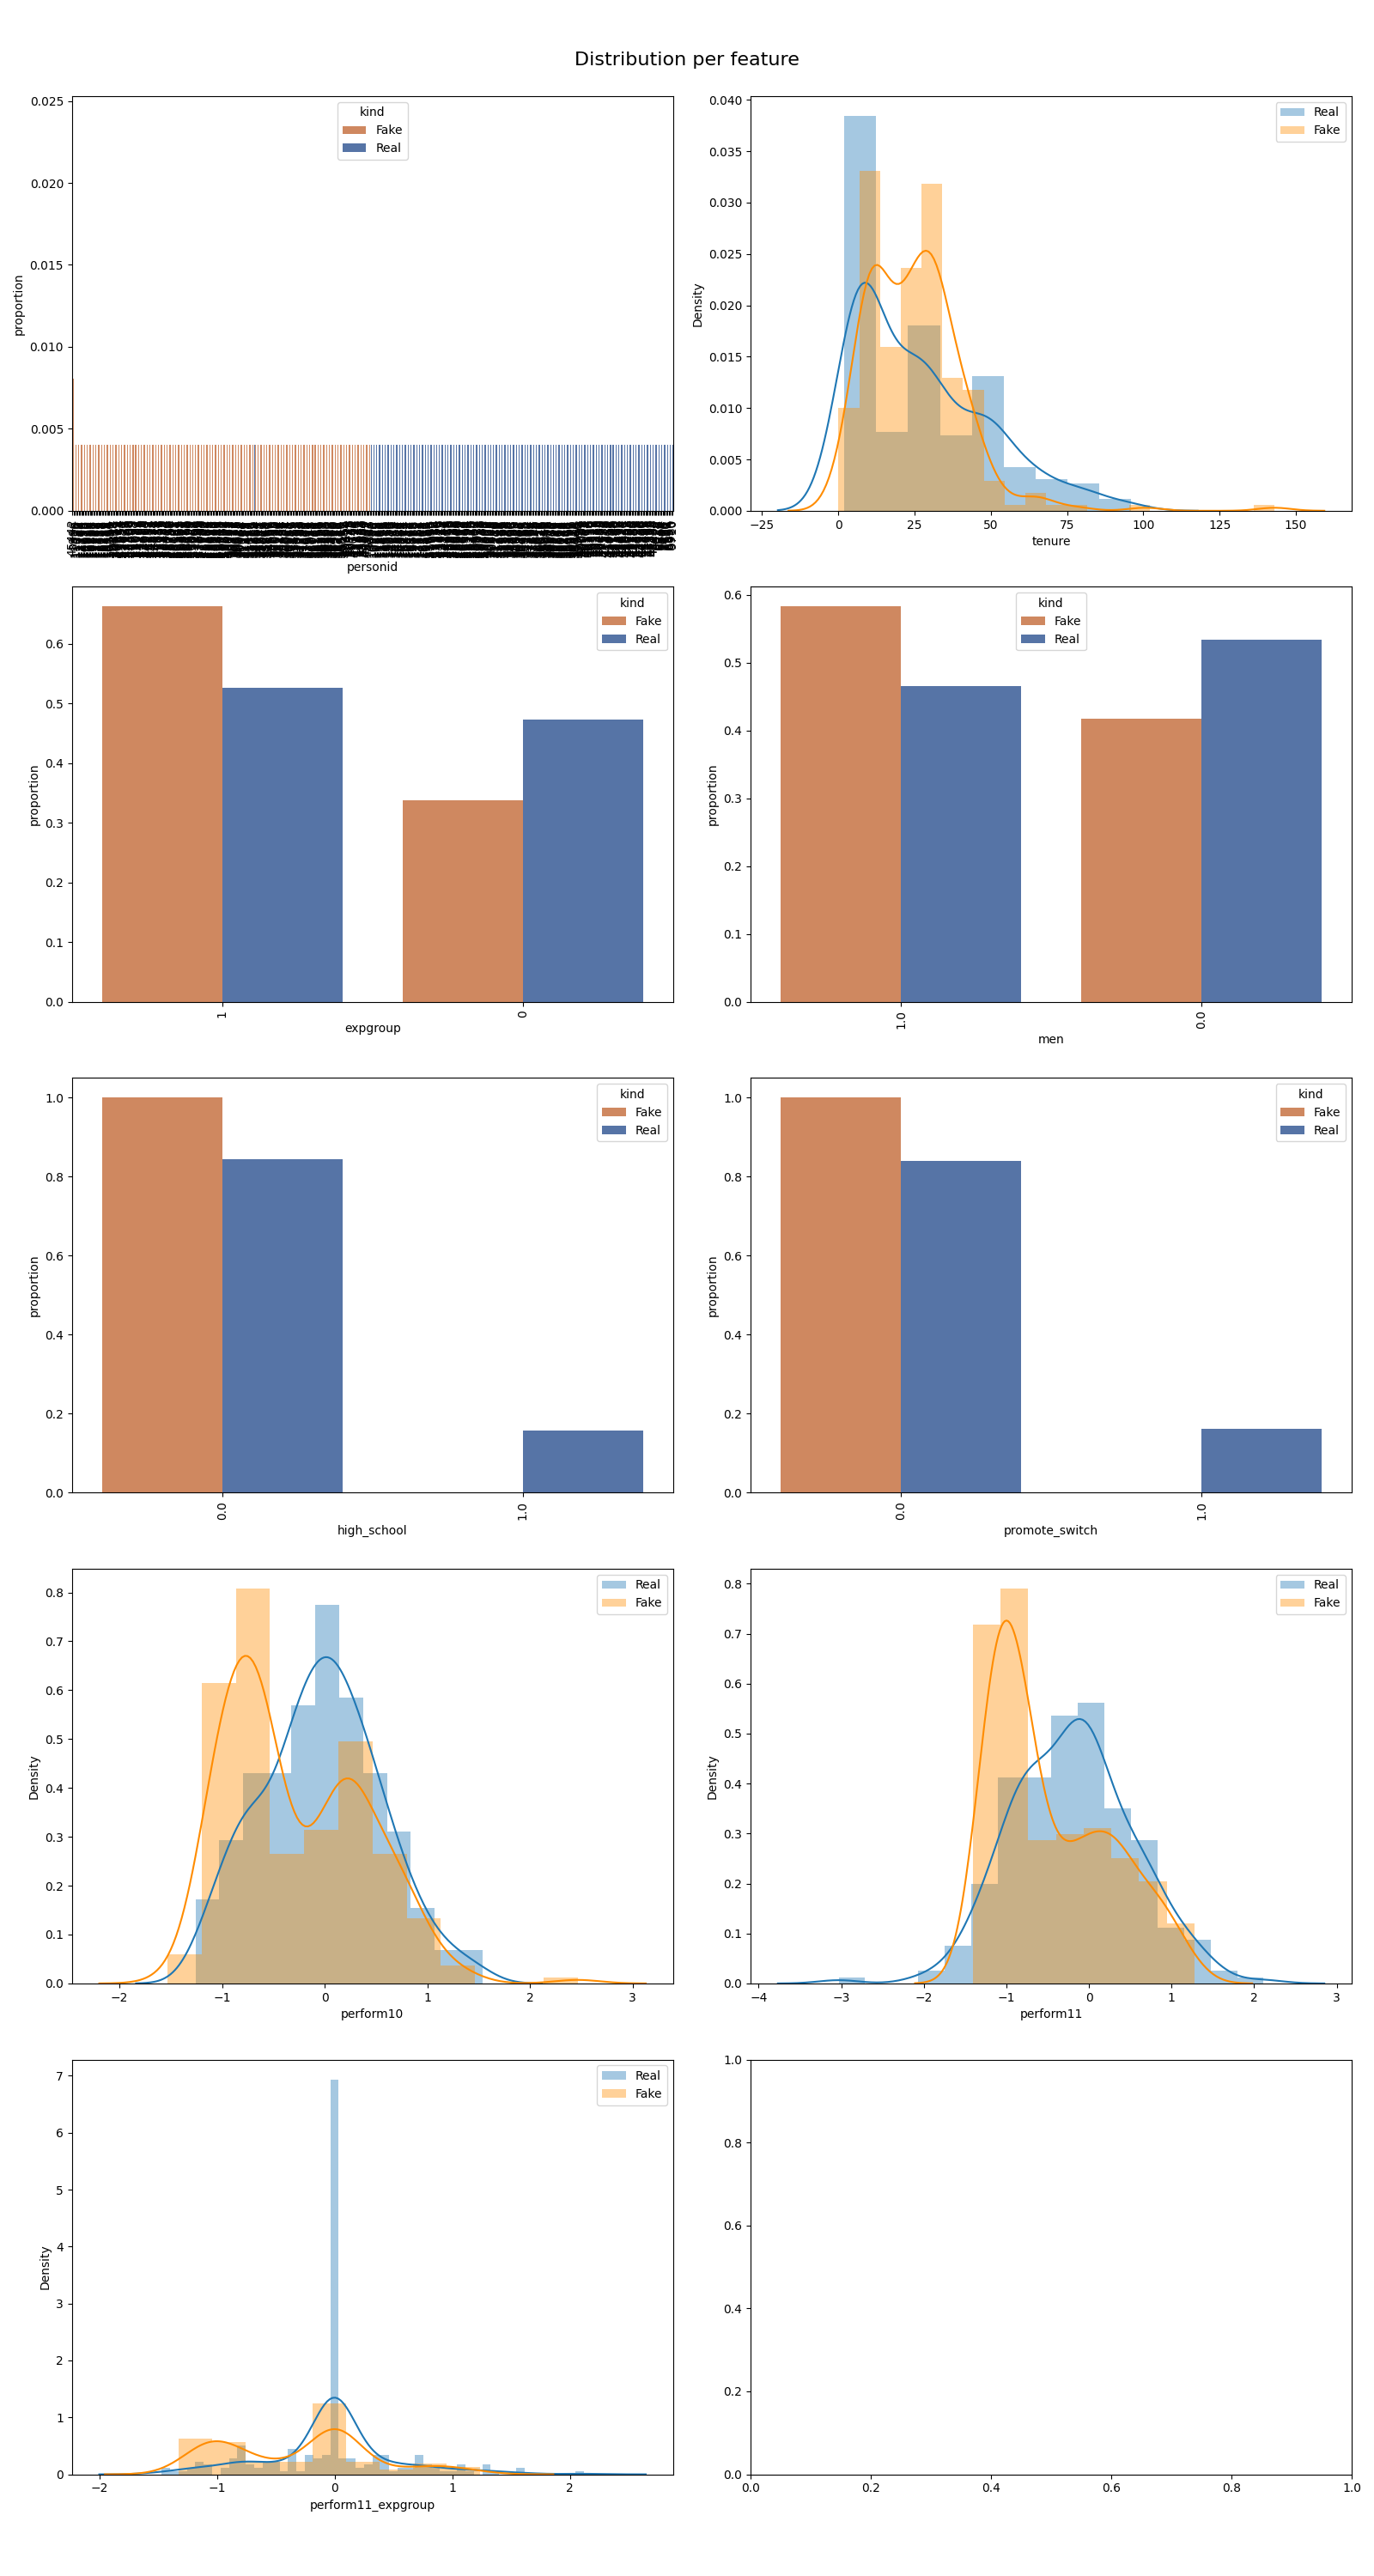 Distribution per feature
0.025
0.020
0.015
0.010
0.005
0.000
proportion
kind
Fake
Real
personid
0.040
0.035
0.030
0.025
0.020
0.015
0.010
0.005
0.000
Density
Real
Fake
−25 0 25 50 75 100 125 150
tenure
0.6
0.5
0.4
0.3
0.2
0.1
0.0
proportion
kind
Fake
Real
1 0
expgroup
0.6
0.5
0.4
0.3
0.2
0.1
0.0
proportion
kind
Fake
Real
1.0 0.0
men
1.0
0.8
0.6
0.4
0.2
0.0
proportion
kind
Fake
Real
0.0 1.0
high_school
1.0
0.8
0.6
0.4
0.2
0.0
proportion
kind
Fake
Real
0.0 1.0
promote_switch
0.8
0.7
0.6
0.5
0.4
0.3
0.2
0.1
0.0
Density
Real
Fake
−2 −1 0 1 2 3
perform10
0.8
0.7
0.6
0.5
0.4
0.3
0.2
0.1
0.0
Density
Real
Fake
−4 −3 −2 −1 0 1 2 3
perform11
7
6
5
4
3
2
1
0
Density
Real
Fake
−2 −1 0 1 2
perform11_expgroup
1.0
0.8
0.6
0.4
0.2
0.0
0.0 0.2 0.4 0.6 0.8 1.0